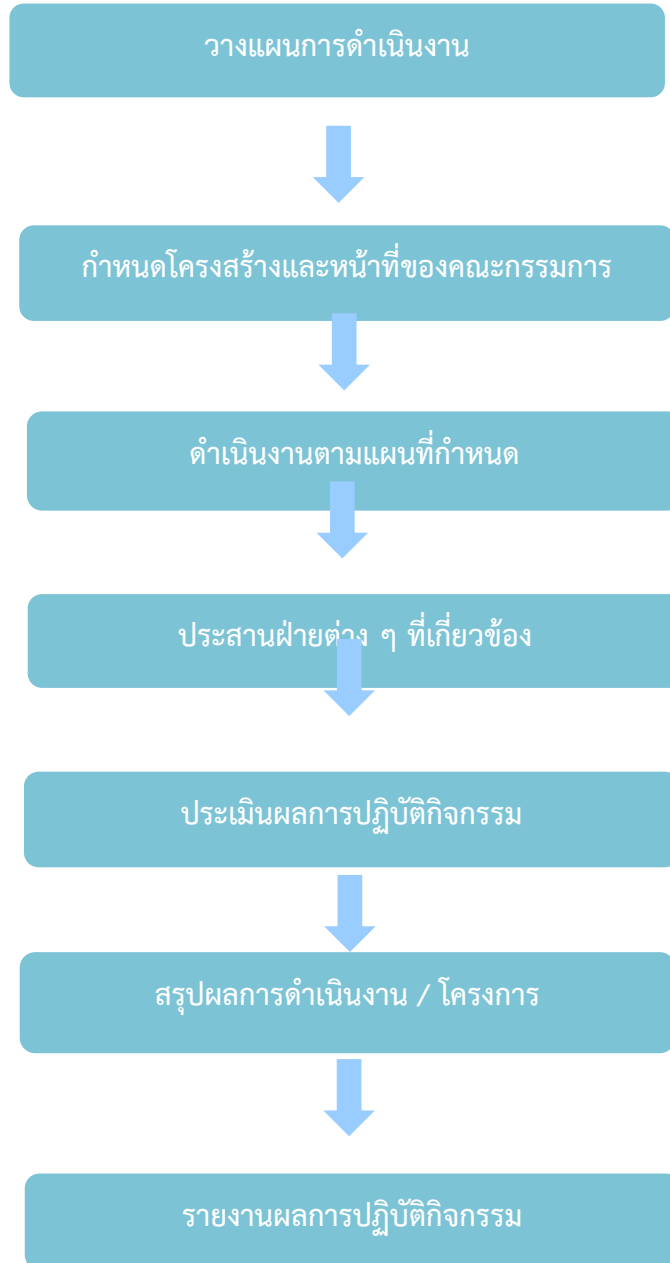 วางแผนการดำเนินงาน
กำหนดโครงสร้างและหน้าที่ของคณะกรรมการ
ดำเนินงานตามแผนที่กำหนด
ประสานฝ่ายต่าง ๆ ที่เกี่ยวข้อง
ประเมินผลการปฏิบัติกิจกรรม
สรุปผลการดำเนินงาน / โครงการ
รายงานผลการปฏิบัติกิจกรรม